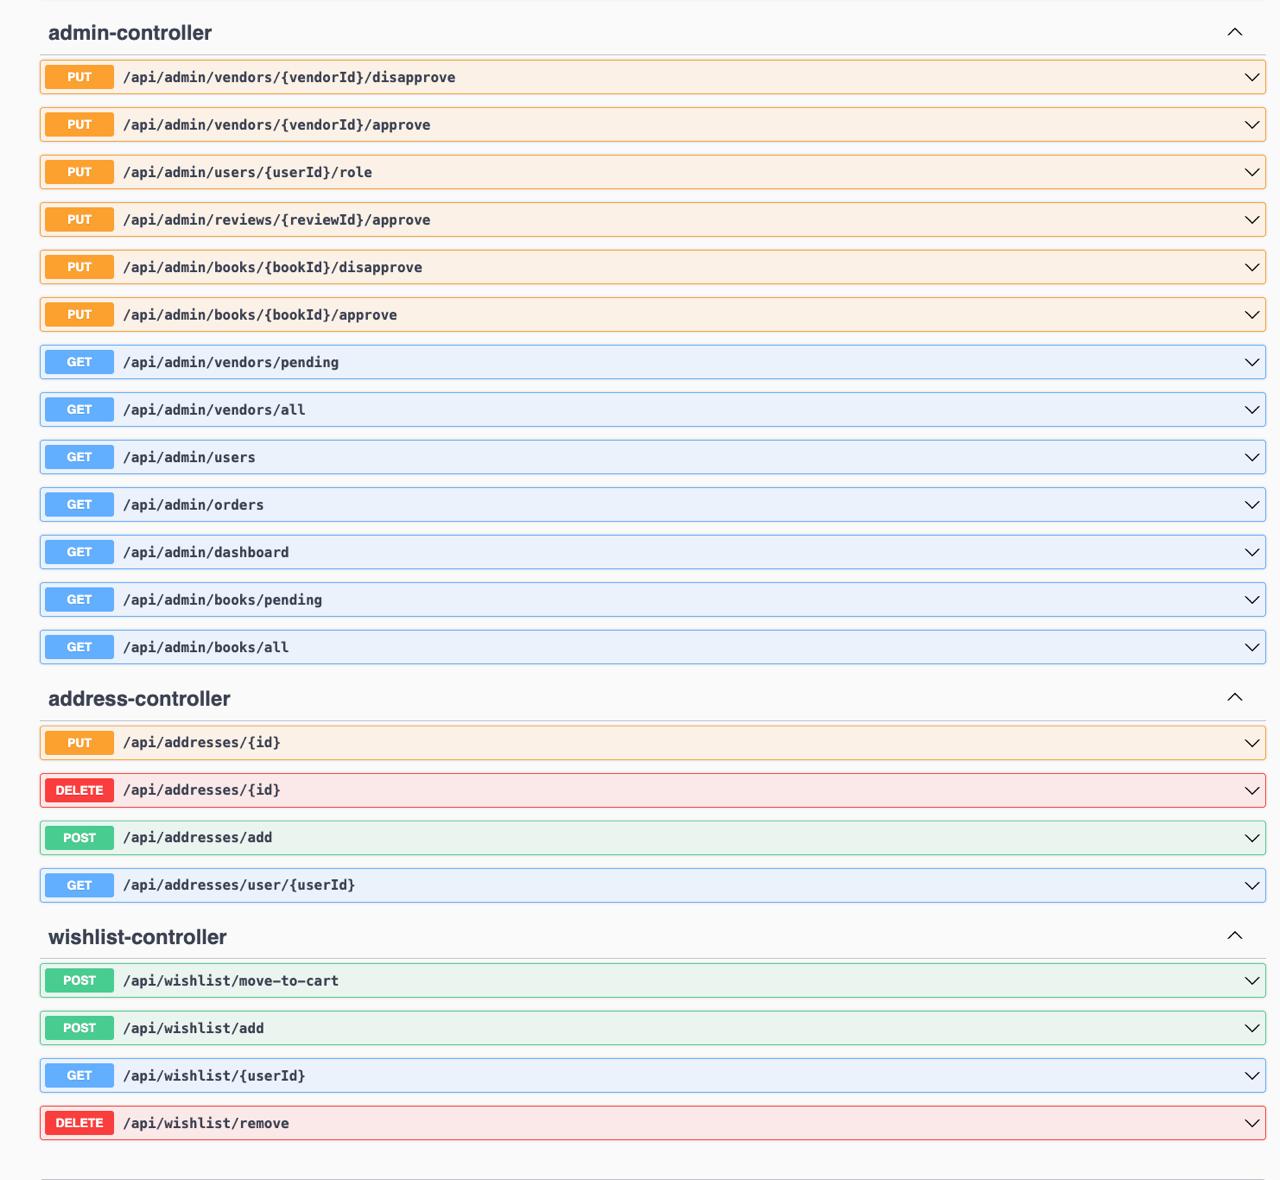 admin-controller
PUT /api/admin/vendors/{vendorId}/disapprove
PUT /api/admin/vendors/{vendorId}/approve
PUT /api/admin/users/{userId}/role
PUT /api/admin/reviews/{reviewId}/approve
PUT /api/admin/books/{bookId}/disapprove
PUT /api/admin/books/{bookId}/approve
GET /api/admin/vendors/pending
GET /api/admin/vendors/all
GET /api/admin/users
GET /api/admin/orders
GET /api/admin/dashboard
GET /api/admin/books/pending
GET /api/admin/books/all
address-controller
PUT /api/addresses/{id}
DELETE /api/addresses/{id}
POST /api/addresses/add
GET /api/addresses/user/{userId}
wishlist-controller
POST /api/wishlist/move-to-cart
POST /api/wishlist/add
GET /api/wishlist/{userId}
DELETE /api/wishlist/remove